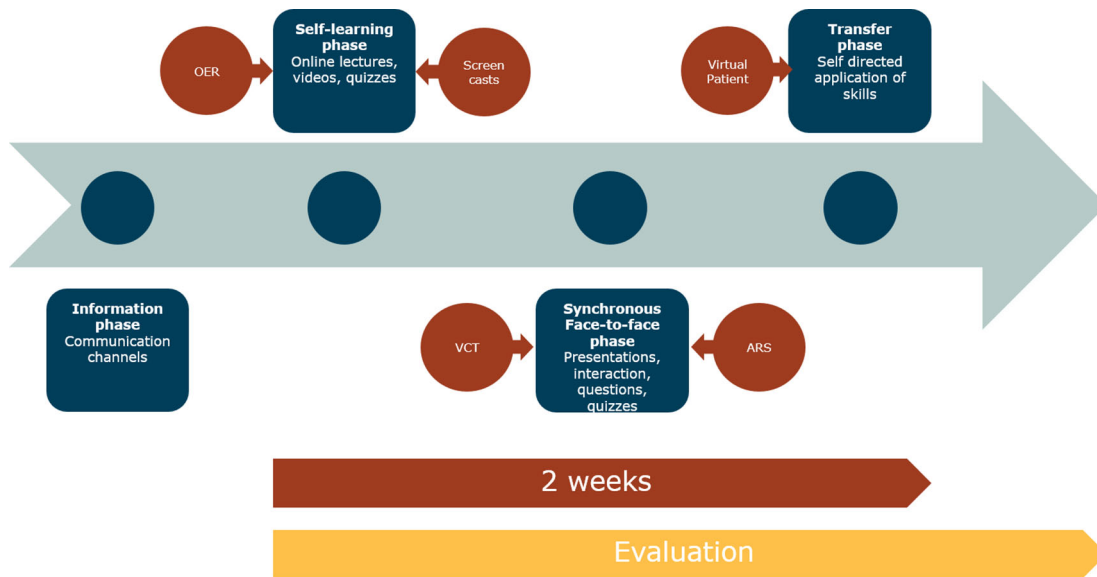 OER
Self-learning
phase
Online lectures,
videos, quizzes
Screen
casts
Virtual
Patient
Transfer
phase
Self directed
application of
skills
Information
phase
Communication
channels
VCT
Synchronous
Face-to-face
phase
Presentations,
interaction,
questions,
quizzes
ARS
2 weeks
Evaluation